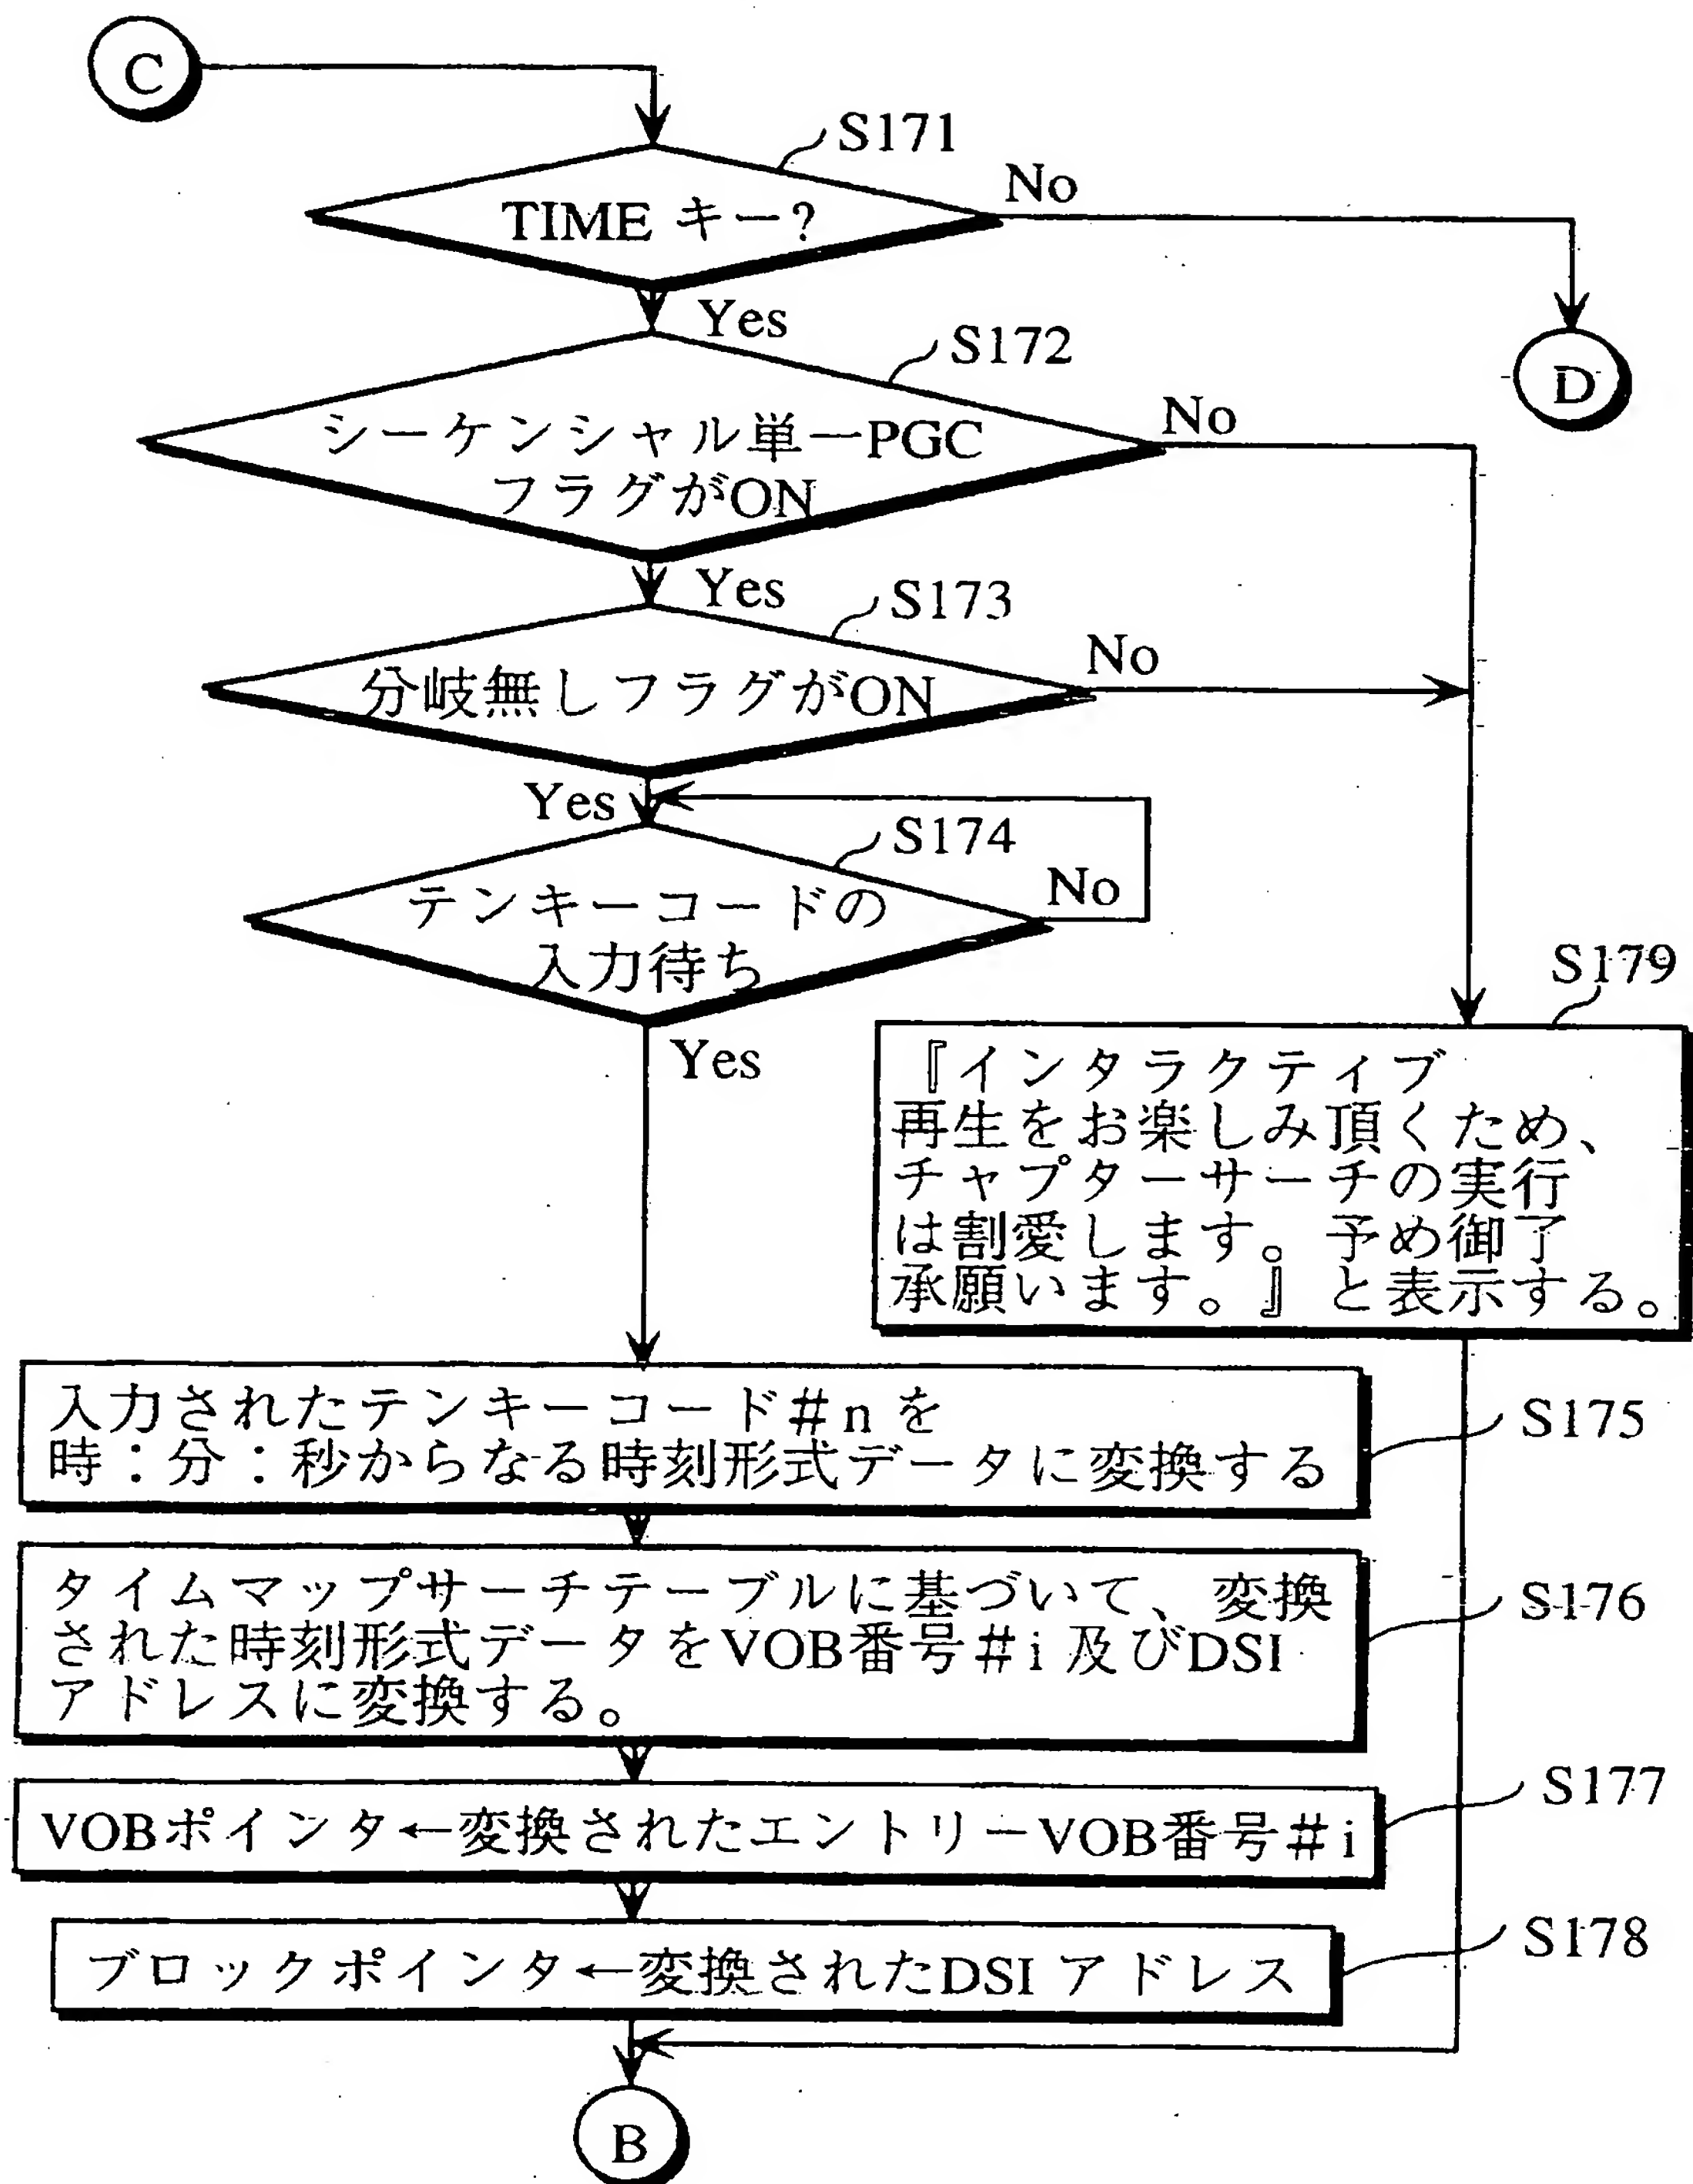 C
S171
TIME キー?
No
Yes
D
S172
シーケンシャル単一PGC
フラグがON
No
Yes
S173
分岐無しフラグがON
No
Yes
S174
テンキーコードの
入力待ち
No
Yes
S179
『インタラクティブ
再生をお楽しみ頂くため、
チャプターサーチの実行
は割愛します。予め御了
承願います。』と表示する。
入力されたテンキーコード#n を
時:分:秒からなる時刻形式データに変換する
S175
タイムマップサーチテーブルに基づいて、変換
された時刻形式データをVOB番号#i 及びDSI
アドレスに変換する。
S176
VOBポインタ←変換されたエントリーVOB番号#i
S177
ブロックポインタ←変換されたDSI アドレス
S178
B